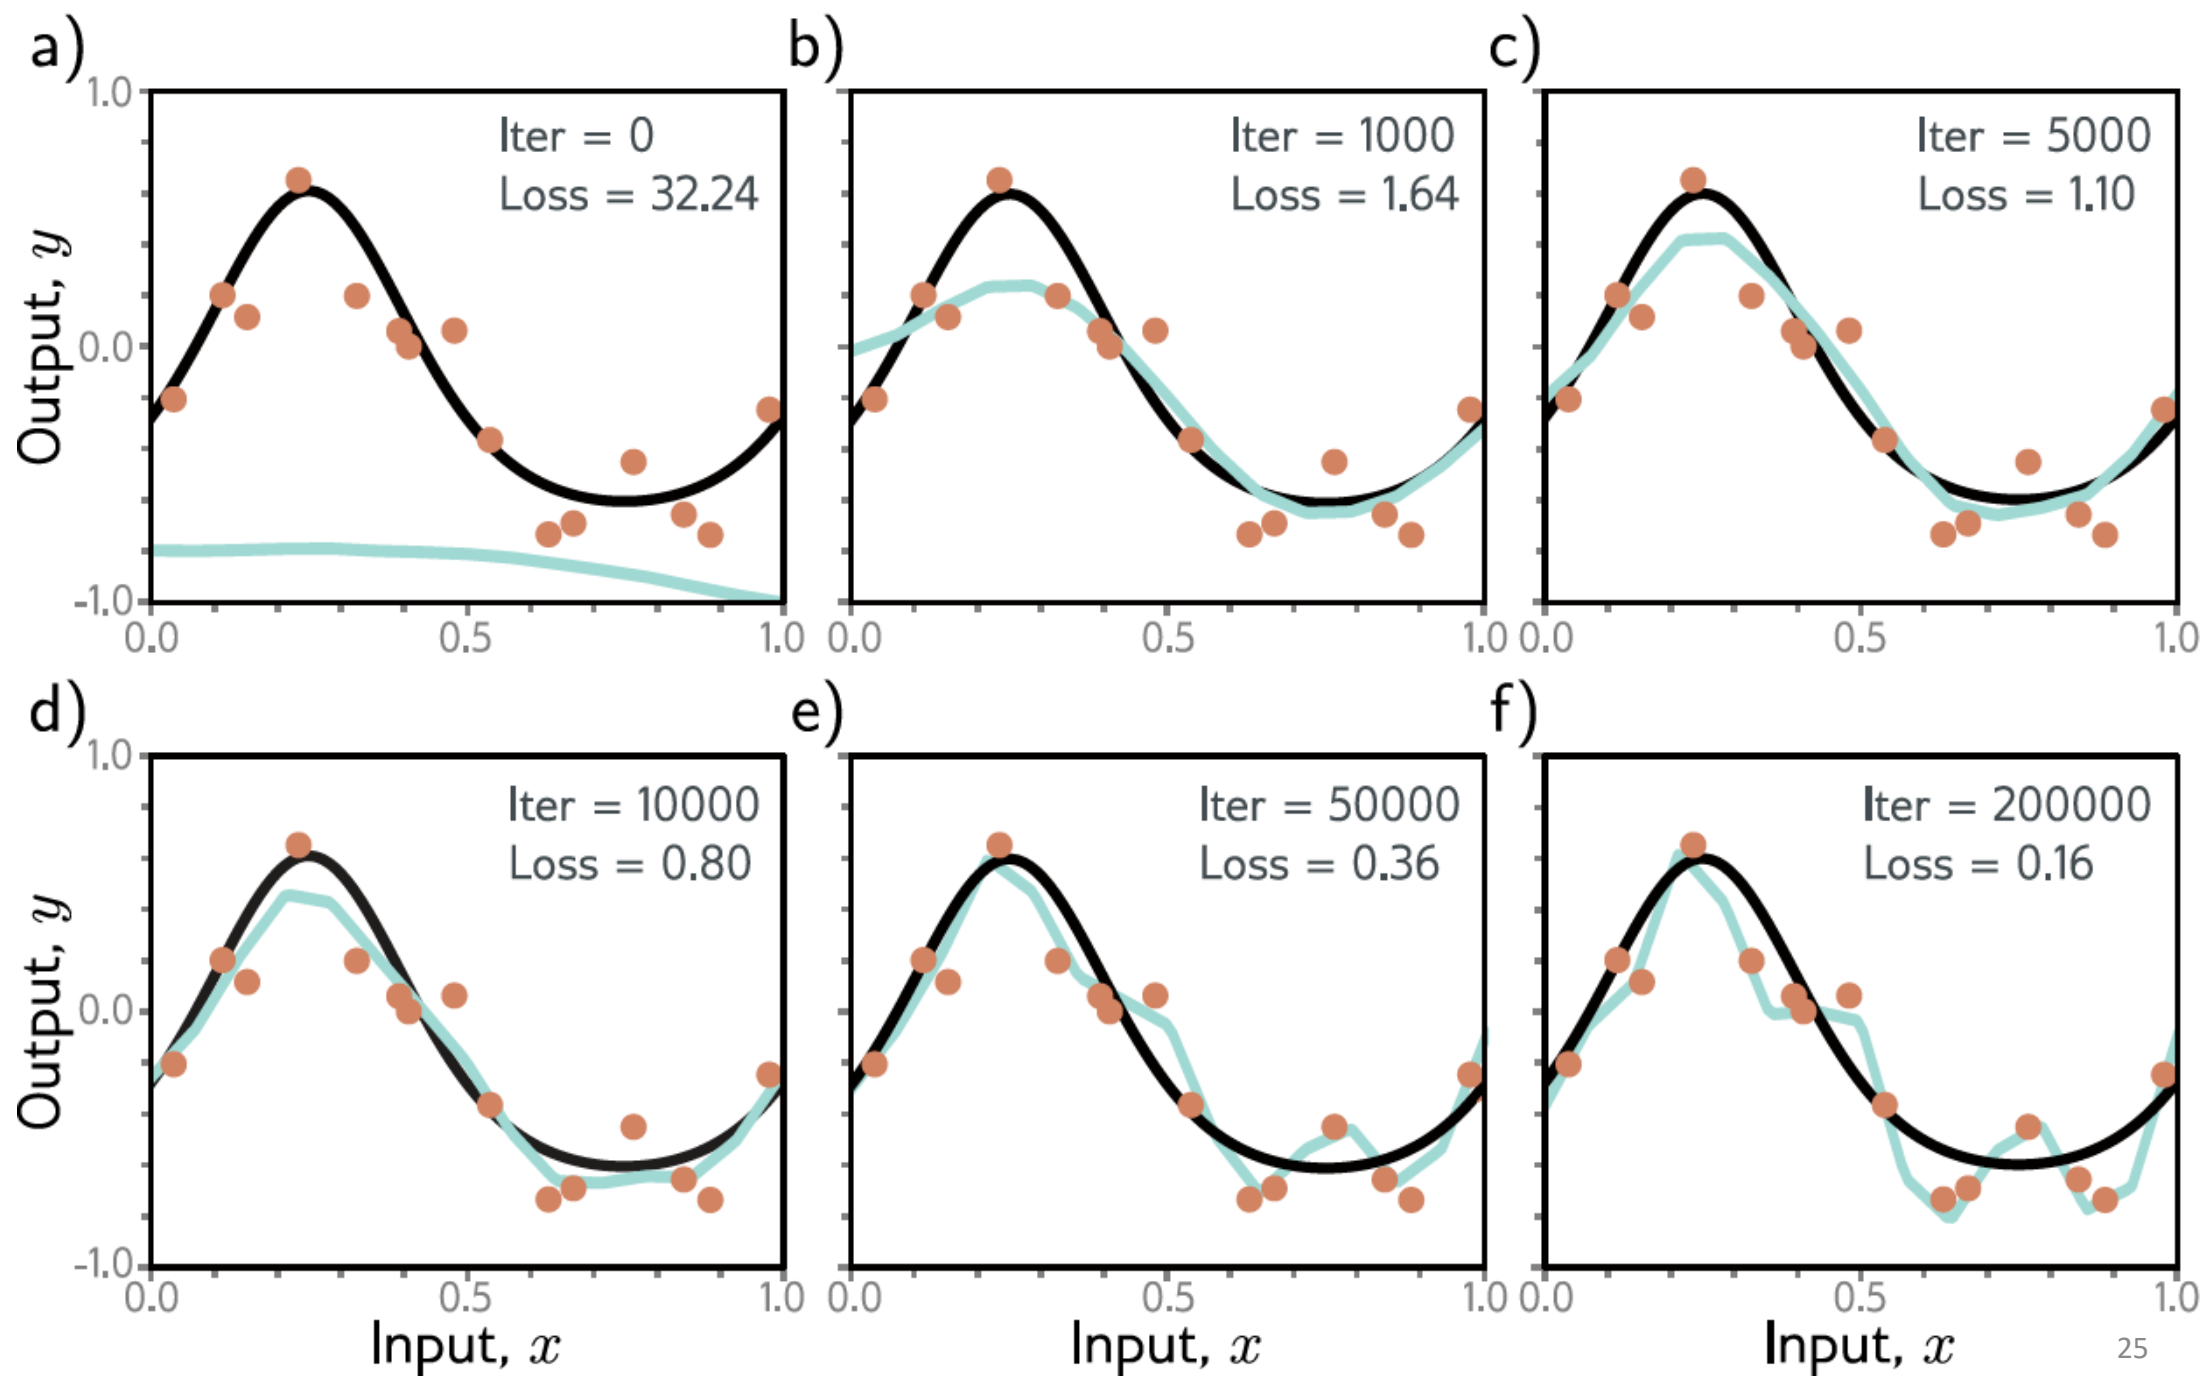 a)
b)
c)
1.0
Iter = 0
Loss = 32.24
Iter = 1000
Loss = 1.64
Iter = 5000
Loss = 1.10
Output, y
0.0
-1.0
0.0 0.5 1.0
0.0 0.5 1.0
0.0 0.5 1.0
d)
e)
f)
1.0
Iter = 10000
Loss = 0.80
Iter = 50000
Loss = 0.36
Iter = 200000
Loss = 0.16
Output, y
0.0
-1.0
0.0 0.5 1.0
0.0 0.5 1.0
0.0 0.5 1.0
Input, x
Input, x
Input, x
25